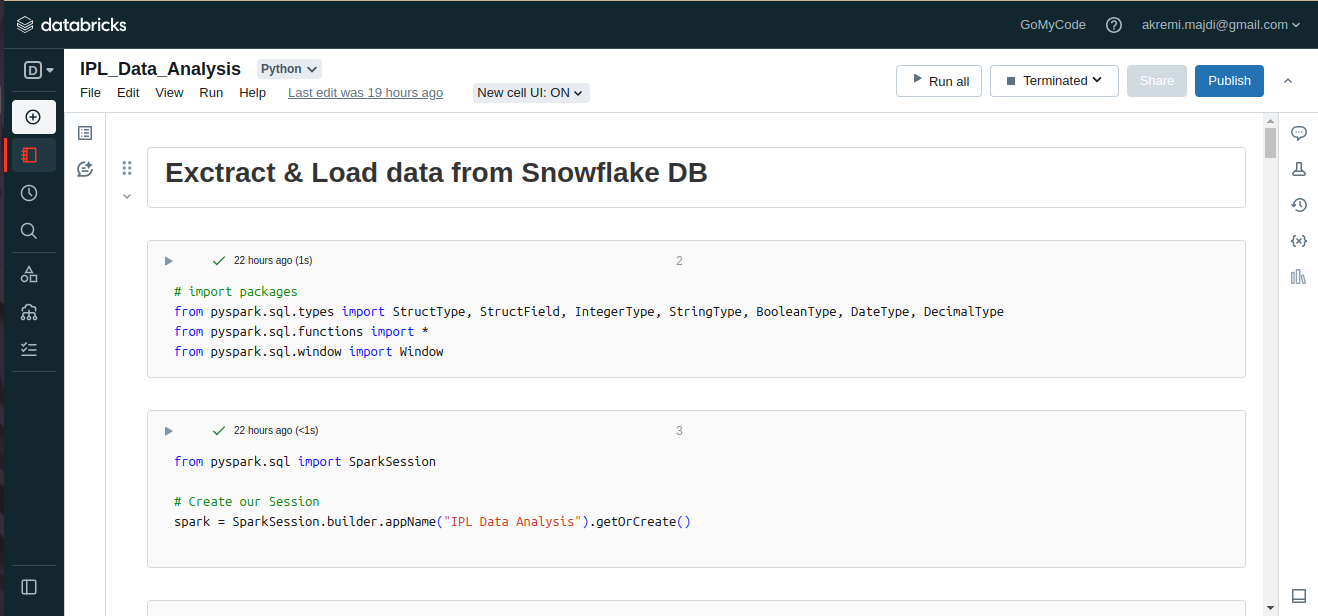 databricks
GoMyCode
akremi.majdi@gmail.com
D
IPL_Data_Analysis
Python
File Edit View Run Help
Last edit was 19 hours ago
New cell UI: ON
Run all
Terminated
Share
Publish
Exctract & Load data from Snowflake DB
22 hours ago (1s)
2
# import packages
from pyspark.sql.types import StructType, StructField, IntegerType, StringType, BooleanType, DateType, DecimalType
from pyspark.sql.functions import *
from pyspark.sql.window import Window
22 hours ago (<1s)
3
from pyspark.sql import SparkSession
# Create our Session
spark = SparkSession.builder.appName("IPL Data Analysis").getOrCreate()